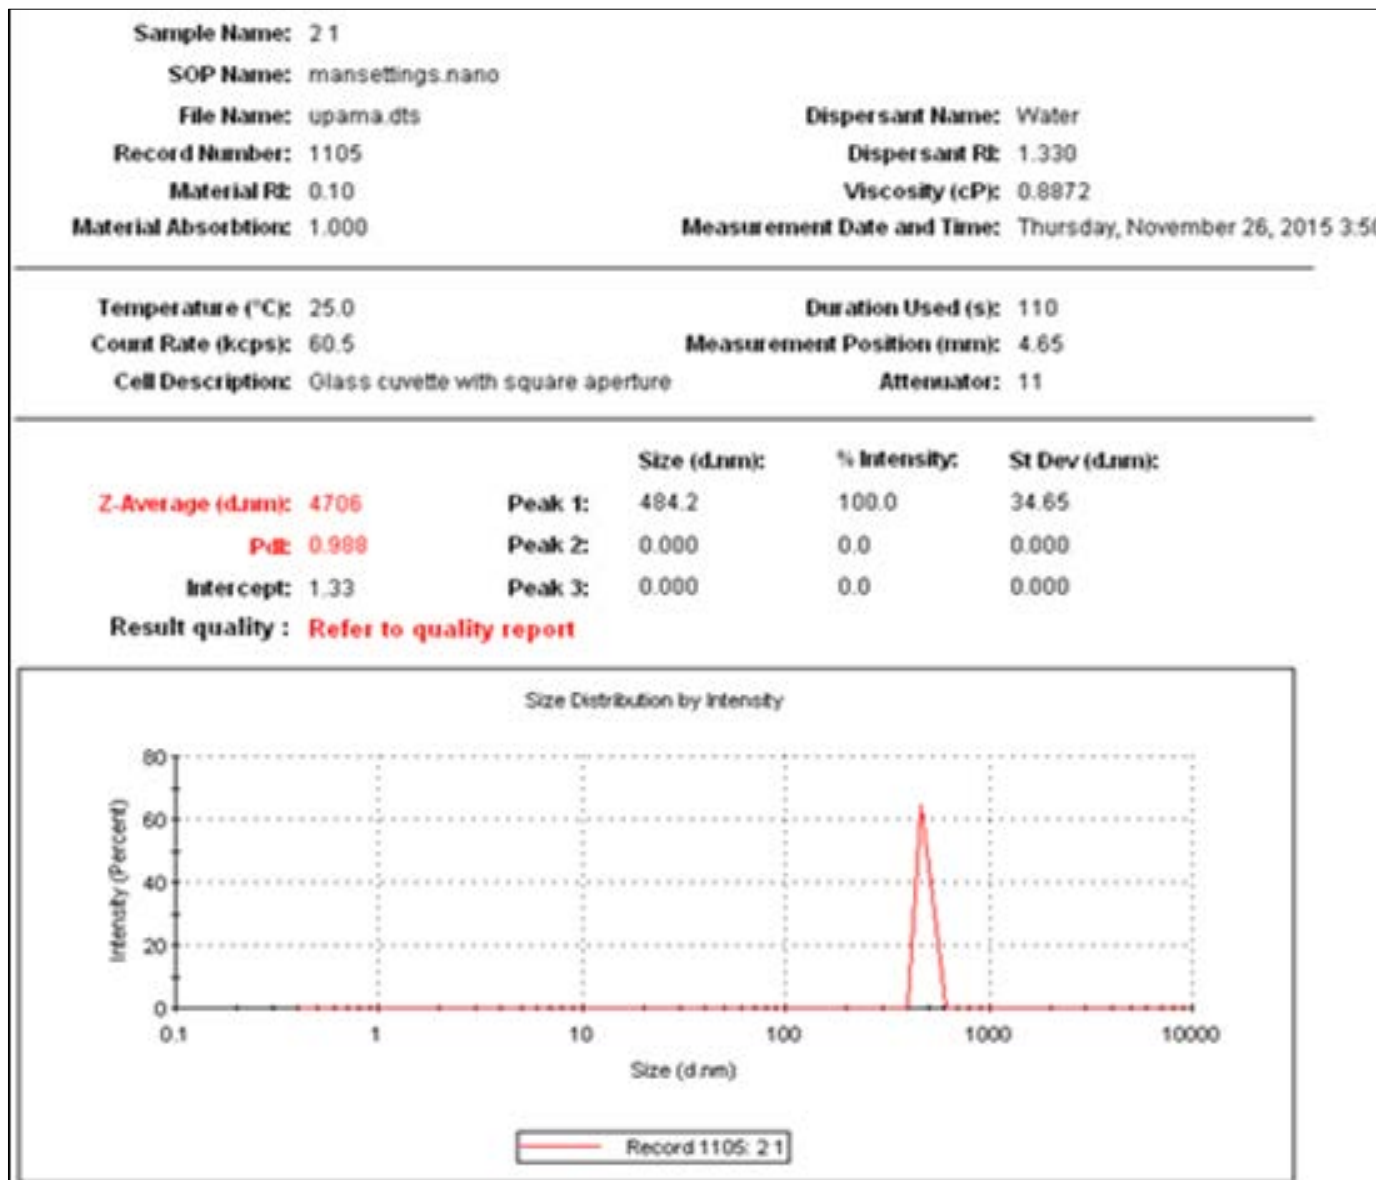 Sample Name: 2 1
SOP Name: mansettings.nano
File Name: upama.dts Dispersant Name: Water
Record Number: 1105 Dispersant RI: 1.330
Material RI: 0.10 Viscosity (cP): 0.8872
Material Absorbtion: 1.000 Measurement Date and Time: Thursday, November 26, 2015 3:50
Temperature (°C): 25.0 Duration Used (s): 110
Count Rate (kcps): 60.5 Measurement Position (mm): 4.65
Cell Description: Glass cuvette with square aperture Attenuator: 11
Size (d.nm): % Intensity: St Dev (d.nm):
Z-Average (d.nm): 4706 Peak 1: 484.2 100.0 34.65
PdI: 0.988 Peak 2: 0.000 0.0 0.000
Intercept: 1.33 Peak 3: 0.000 0.0 0.000
Result quality : Refer to quality report
Size Distribution by Intensity
Intensity (Percent)
80
60
40
20
0
0.1 1 10 100 1000 10000
Size (d.nm)
Record 1105: 2 1